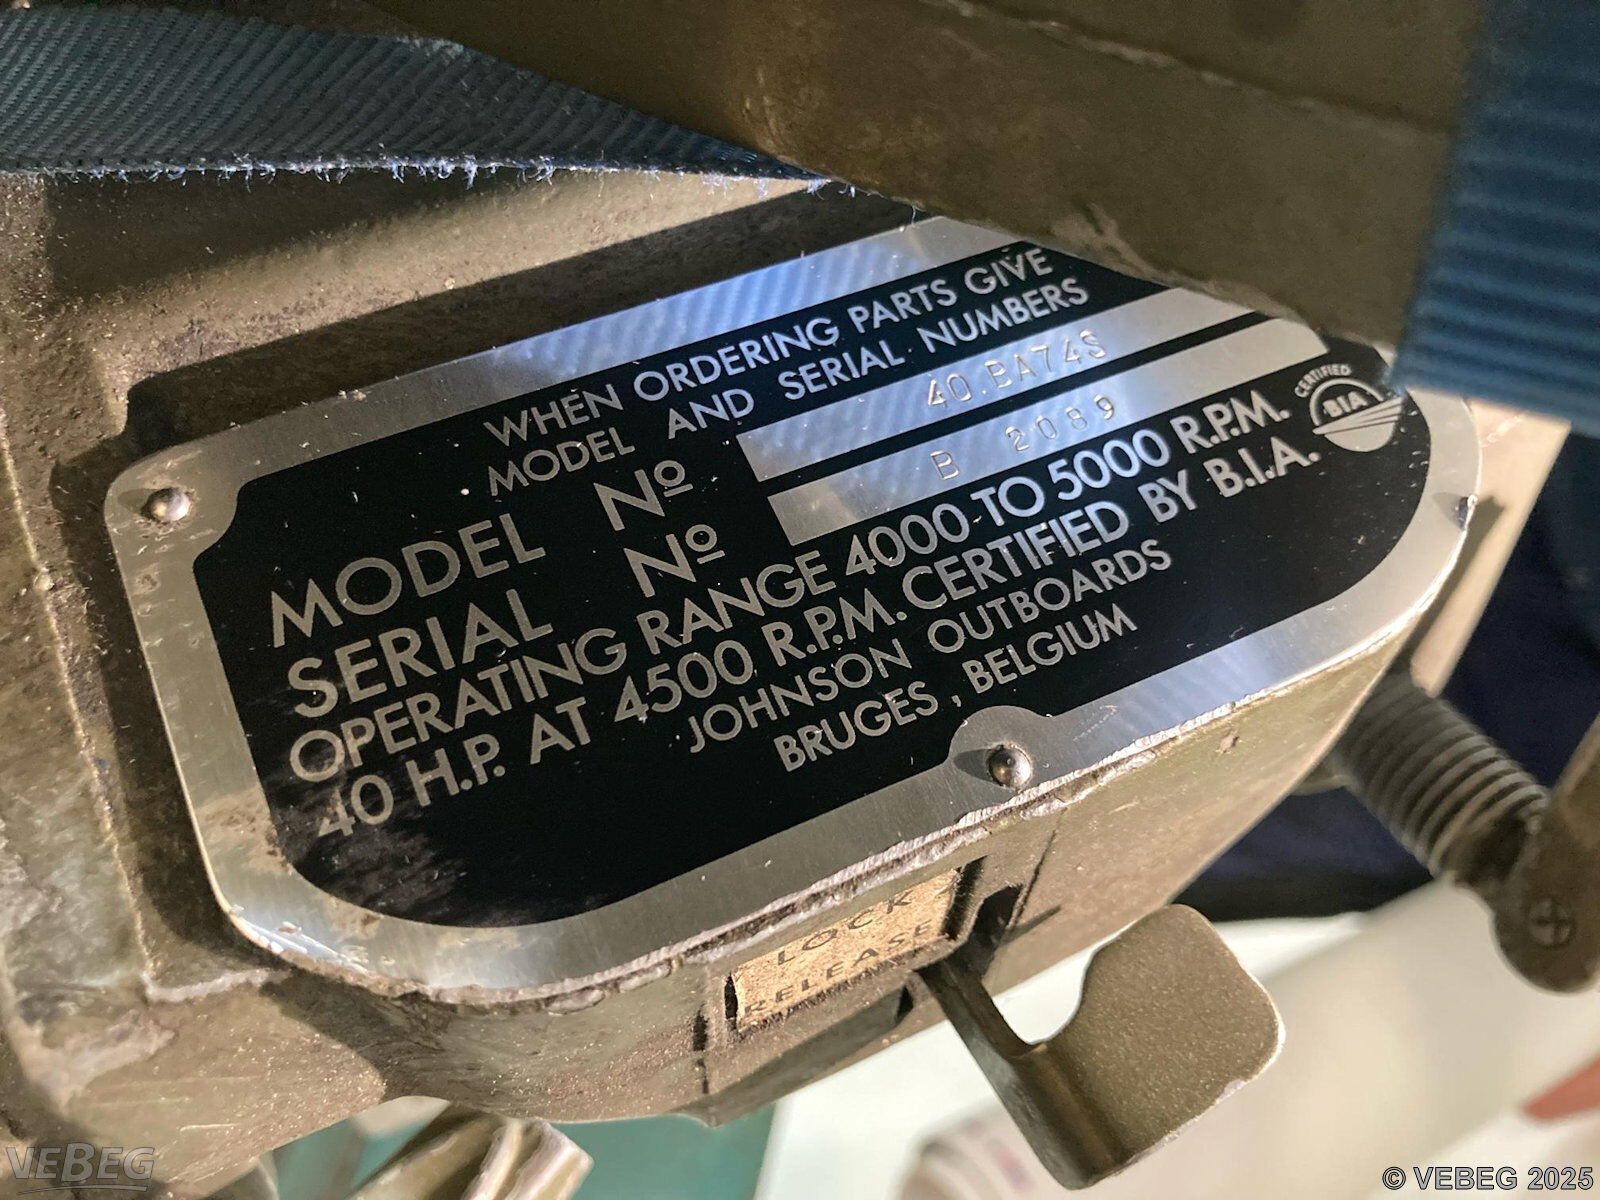 WHEN ORDERING PARTS GIVE
MODEL AND SERIAL NUMBERS
MODEL Nº 40.BA74S
SERIAL Nº B 2089
OPERATING RANGE 4000 TO 5000 R.P.M.
40 H.P. AT 4500 R.P.M. CERTIFIED BY B.I.A.
JOHNSON OUTBOARDS
BRUGES, BELGIUM
CERTIFIED
BIA
LOCK
RELEASE
VEBEG
© VEBEG 2025